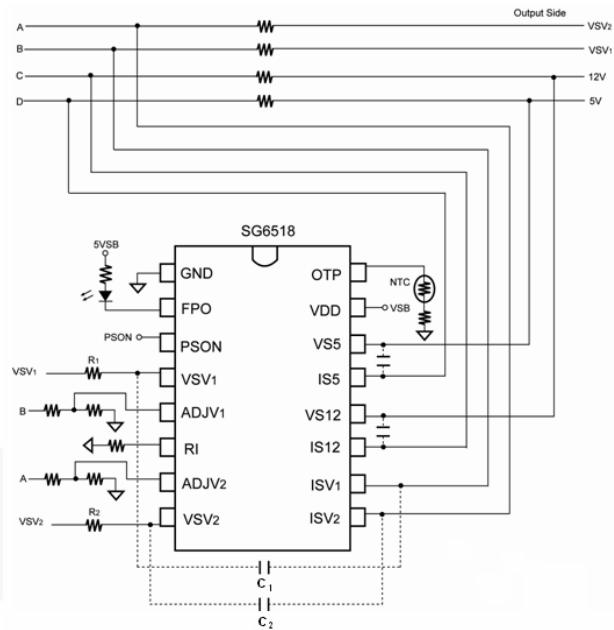 Output Side
A
VSV2
B
VSV1
C
12V
D
5V
SG6518
5VSB
GND
OTP
NTC
FPO
VDD
VSB
PSON
PSON
VS5
VSV1
R1
VSV1
IS5
B
ADJV1
VS12
RI
IS12
A
ADJV2
ISV1
VSV2
R2
VSV2
ISV2
C1
C2